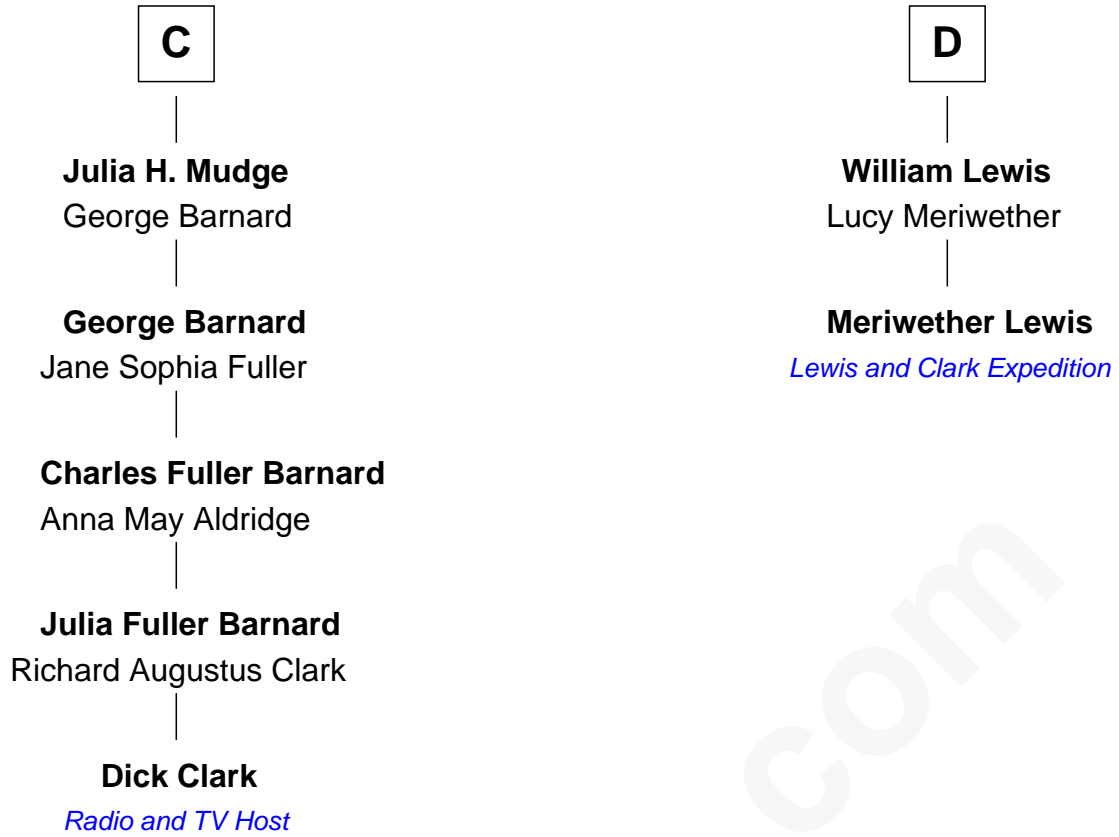 C
Julia H. Mudge
George Barnard
George Barnard
Jane Sophia Fuller
Charles Fuller Barnard
Anna May Aldridge
Julia Fuller Barnard
Richard Augustus Clark
Dick Clark
Radio and TV Host
D
William Lewis
Lucy Meriwether
Meriwether Lewis
Lewis and Clark Expedition
com